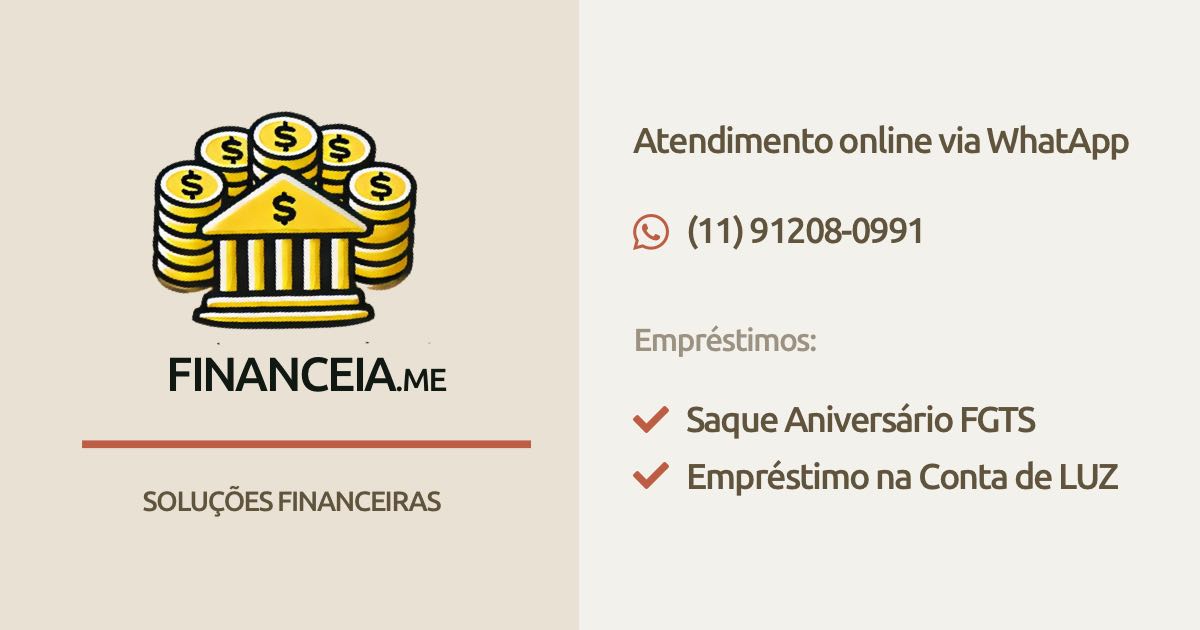 $
$
$
$
$
$
FINANCEIA.ME
SOLUÇÕES FINANCEIRAS
Atendimento online via WhatApp
(11) 91208-0991
Empréstimos:
Saque Aniversário FGTS
Empréstimo na Conta de LUZ